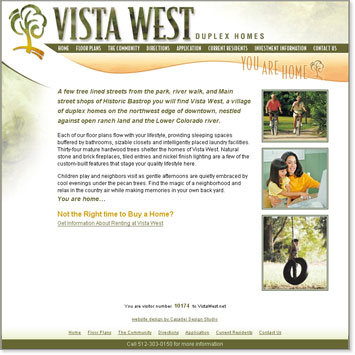 VISTA WEST
DUPLEX HOMES
HOME FLOOR PLANS THE COMMUNITY DIRECTIONS APPLICATION CURRENT RESIDENTS INVESTMENT INFORMATION CONTACT US
YOU ARE HOME
A few tree lined streets from the park, river walk, and Main
street shops of Historic Bastrop you will find Vista West, a village
of duplex homes on the northwest edge of downtown, nestled
against open ranch land and the Lower Colorado river.
Each of our floor plans flow with your lifestyle, providing sleeping spaces
buffered by bathrooms, sizable closets and intelligently placed laundry facilities.
Thirty-four mature hardwood trees shelter the homes of Vista West. Natural
stone and brick fireplaces, tiled entries and nickel finish lighting are a few of the
custom-built features that stage your quality lifestyle here.
Children play and neighbors visit as gentle afternoons are quietly embraced by
cool evenings under the pecan trees. Find the magic of a neighborhood and
relax in the country air while making memories in your own back yard.
You are home...
Not the Right time to Buy a Home?
Get Information About Renting at Vista West
You are visitor number 10174 to VistaWest.net
website design by Design Studio
Home Floor Plans The Community Directions Application Current Residents Contact Us
Call 512-303-0150 for more information